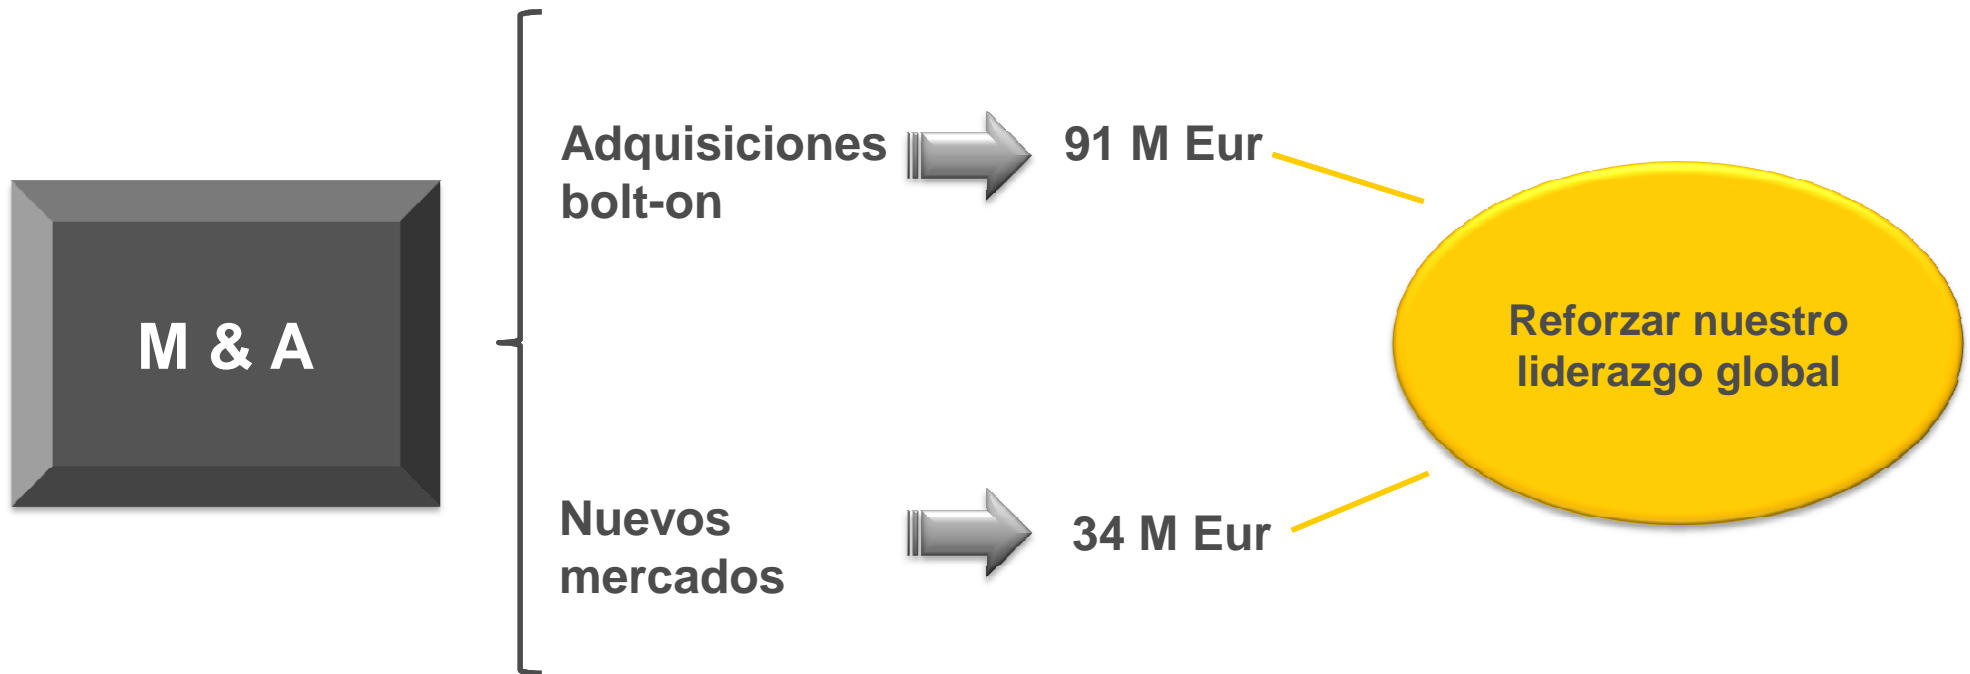 M & A
Adquisiciones
bolt-on
91 M Eur
Nuevos
mercados
34 M Eur
Reforzar nuestro
liderazgo global